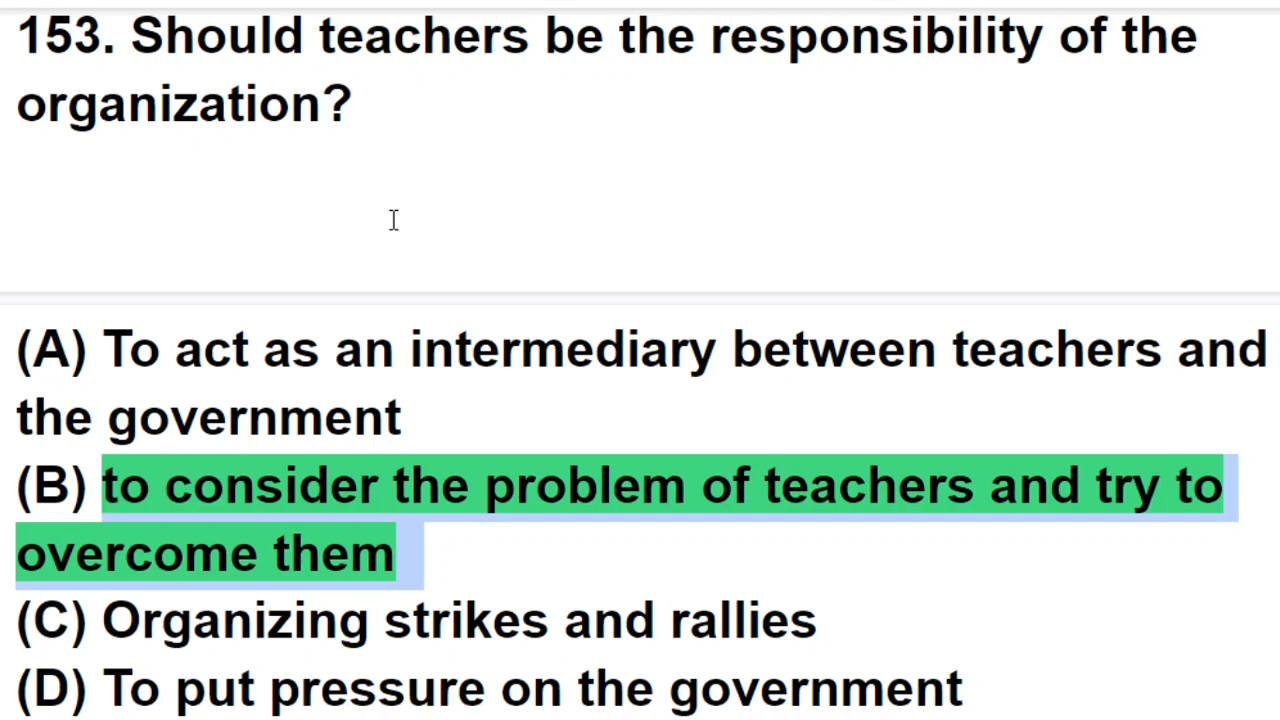 153. Should teachers be the responsibility of the
organization?
(A) To act as an intermediary between teachers and
the government
(B) to consider the problem of teachers and try to
overcome them
(C) Organizing strikes and rallies
(D) To put pressure on the government